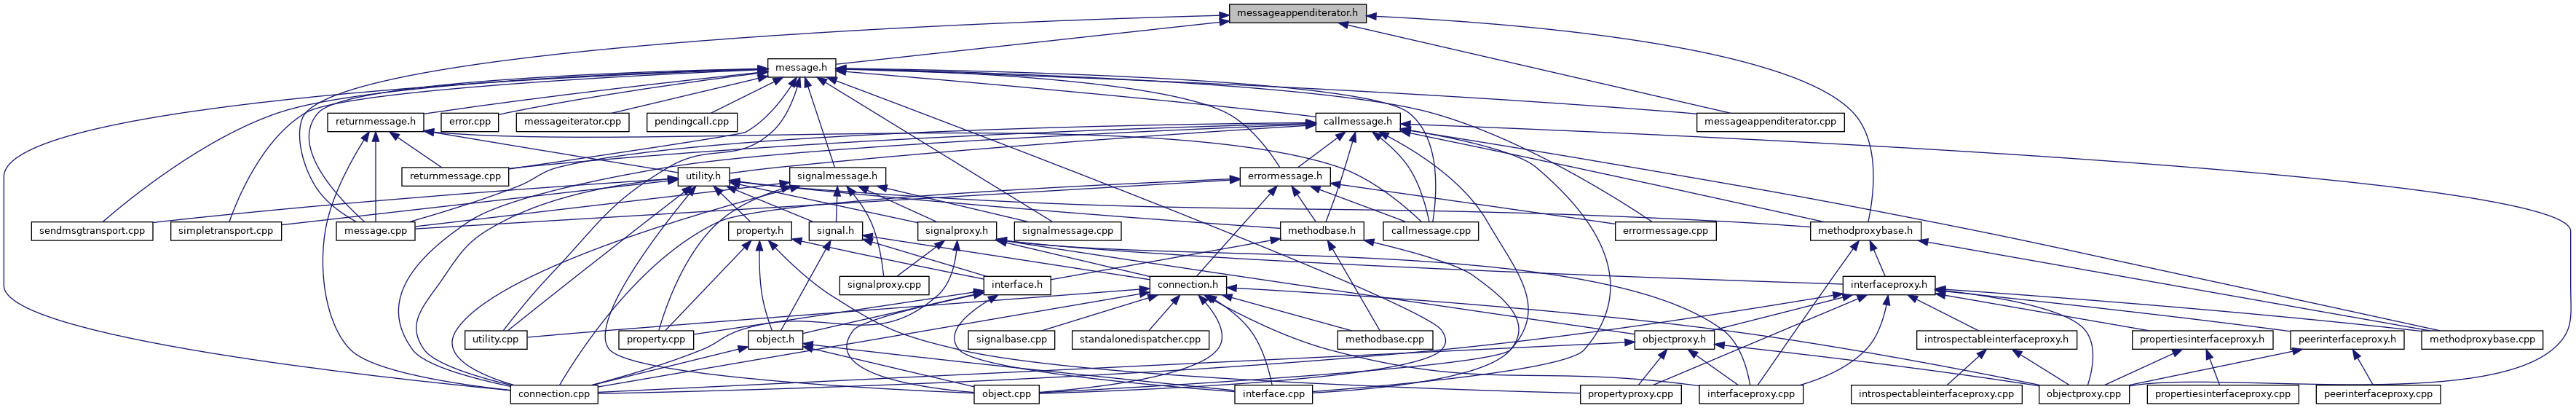 messageappenditerator.h
message.h
returnmessage.h
error.cpp
messageiterator.cpp
pendingcall.cpp
callmessage.h
messageappenditerator.cpp
returnmessage.cpp
utility.h
signalmessage.h
errormessage.h
sendmsgtransport.cpp
simpletransport.cpp
message.cpp
property.h
signal.h
signalproxy.h
signalmessage.cpp
methodbase.h
callmessage.cpp
errormessage.cpp
methodproxybase.h
signalproxy.cpp
interface.h
connection.h
interfaceproxy.h
utility.cpp
property.cpp
object.h
signalbase.cpp
standalonedispatcher.cpp
methodbase.cpp
objectproxy.h
introspectableinterfaceproxy.h
propertiesinterfaceproxy.h
peerinterfaceproxy.h
methodproxybase.cpp
connection.cpp
object.cpp
interface.cpp
propertyproxy.cpp
interfaceproxy.cpp
introspectableinterfaceproxy.cpp
objectproxy.cpp
propertiesinterfaceproxy.cpp
peerinterfaceproxy.cpp